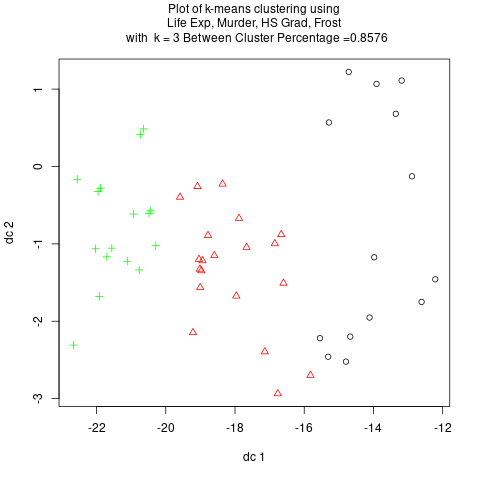 Plot of k-means clustering using
Life Exp, Murder, HS Grad, Frost
with k = 3 Between Cluster Percentage =0.8576
1
0
-1
-2
-3
dc 2
-22 -20 -18 -16 -14 -12
dc 1